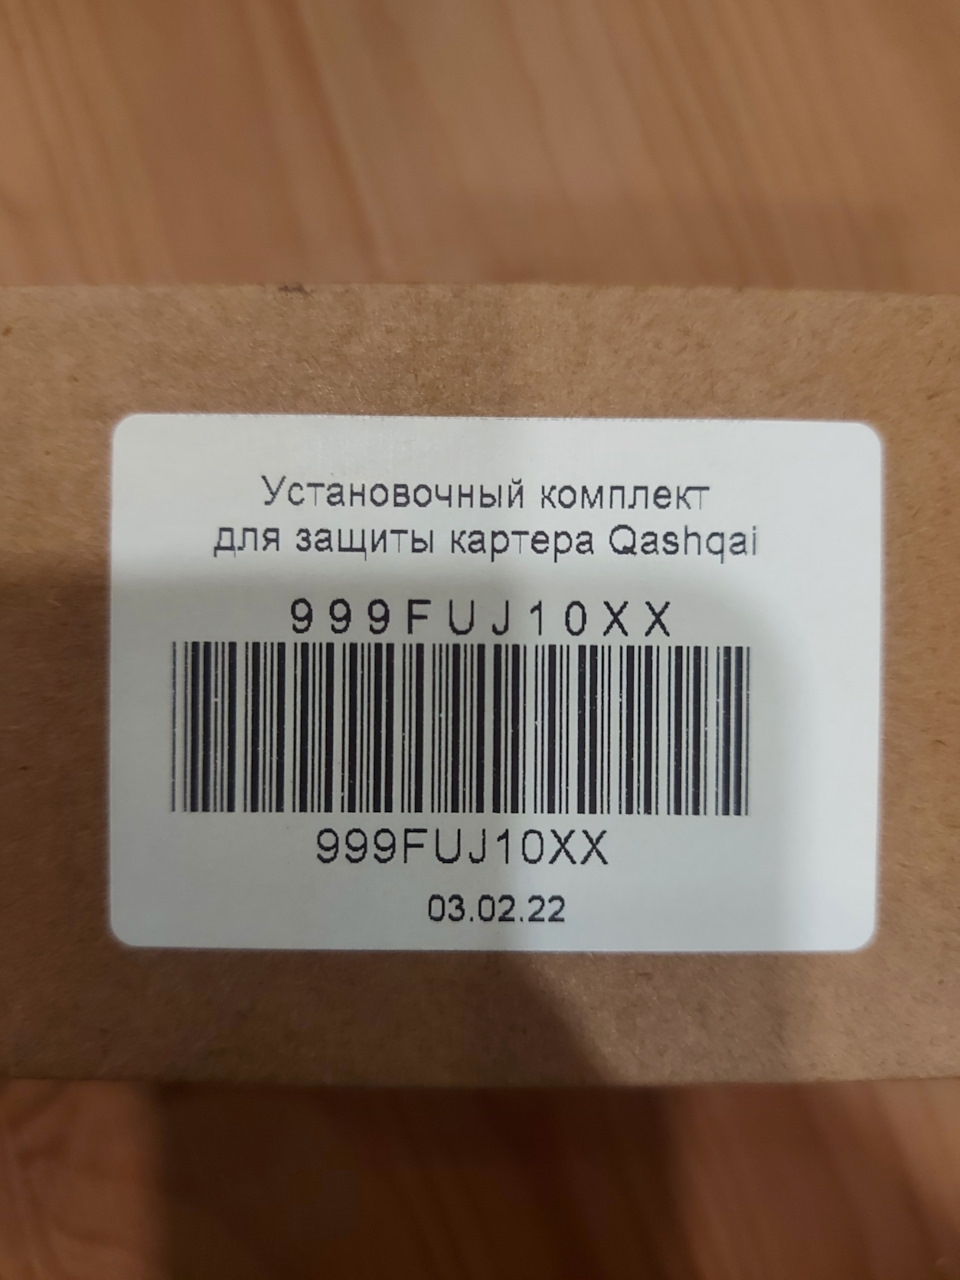 Установочный комплект
для защиты картера Qashqai
999FUJ10XX
999FUJ10XX
03.02.22